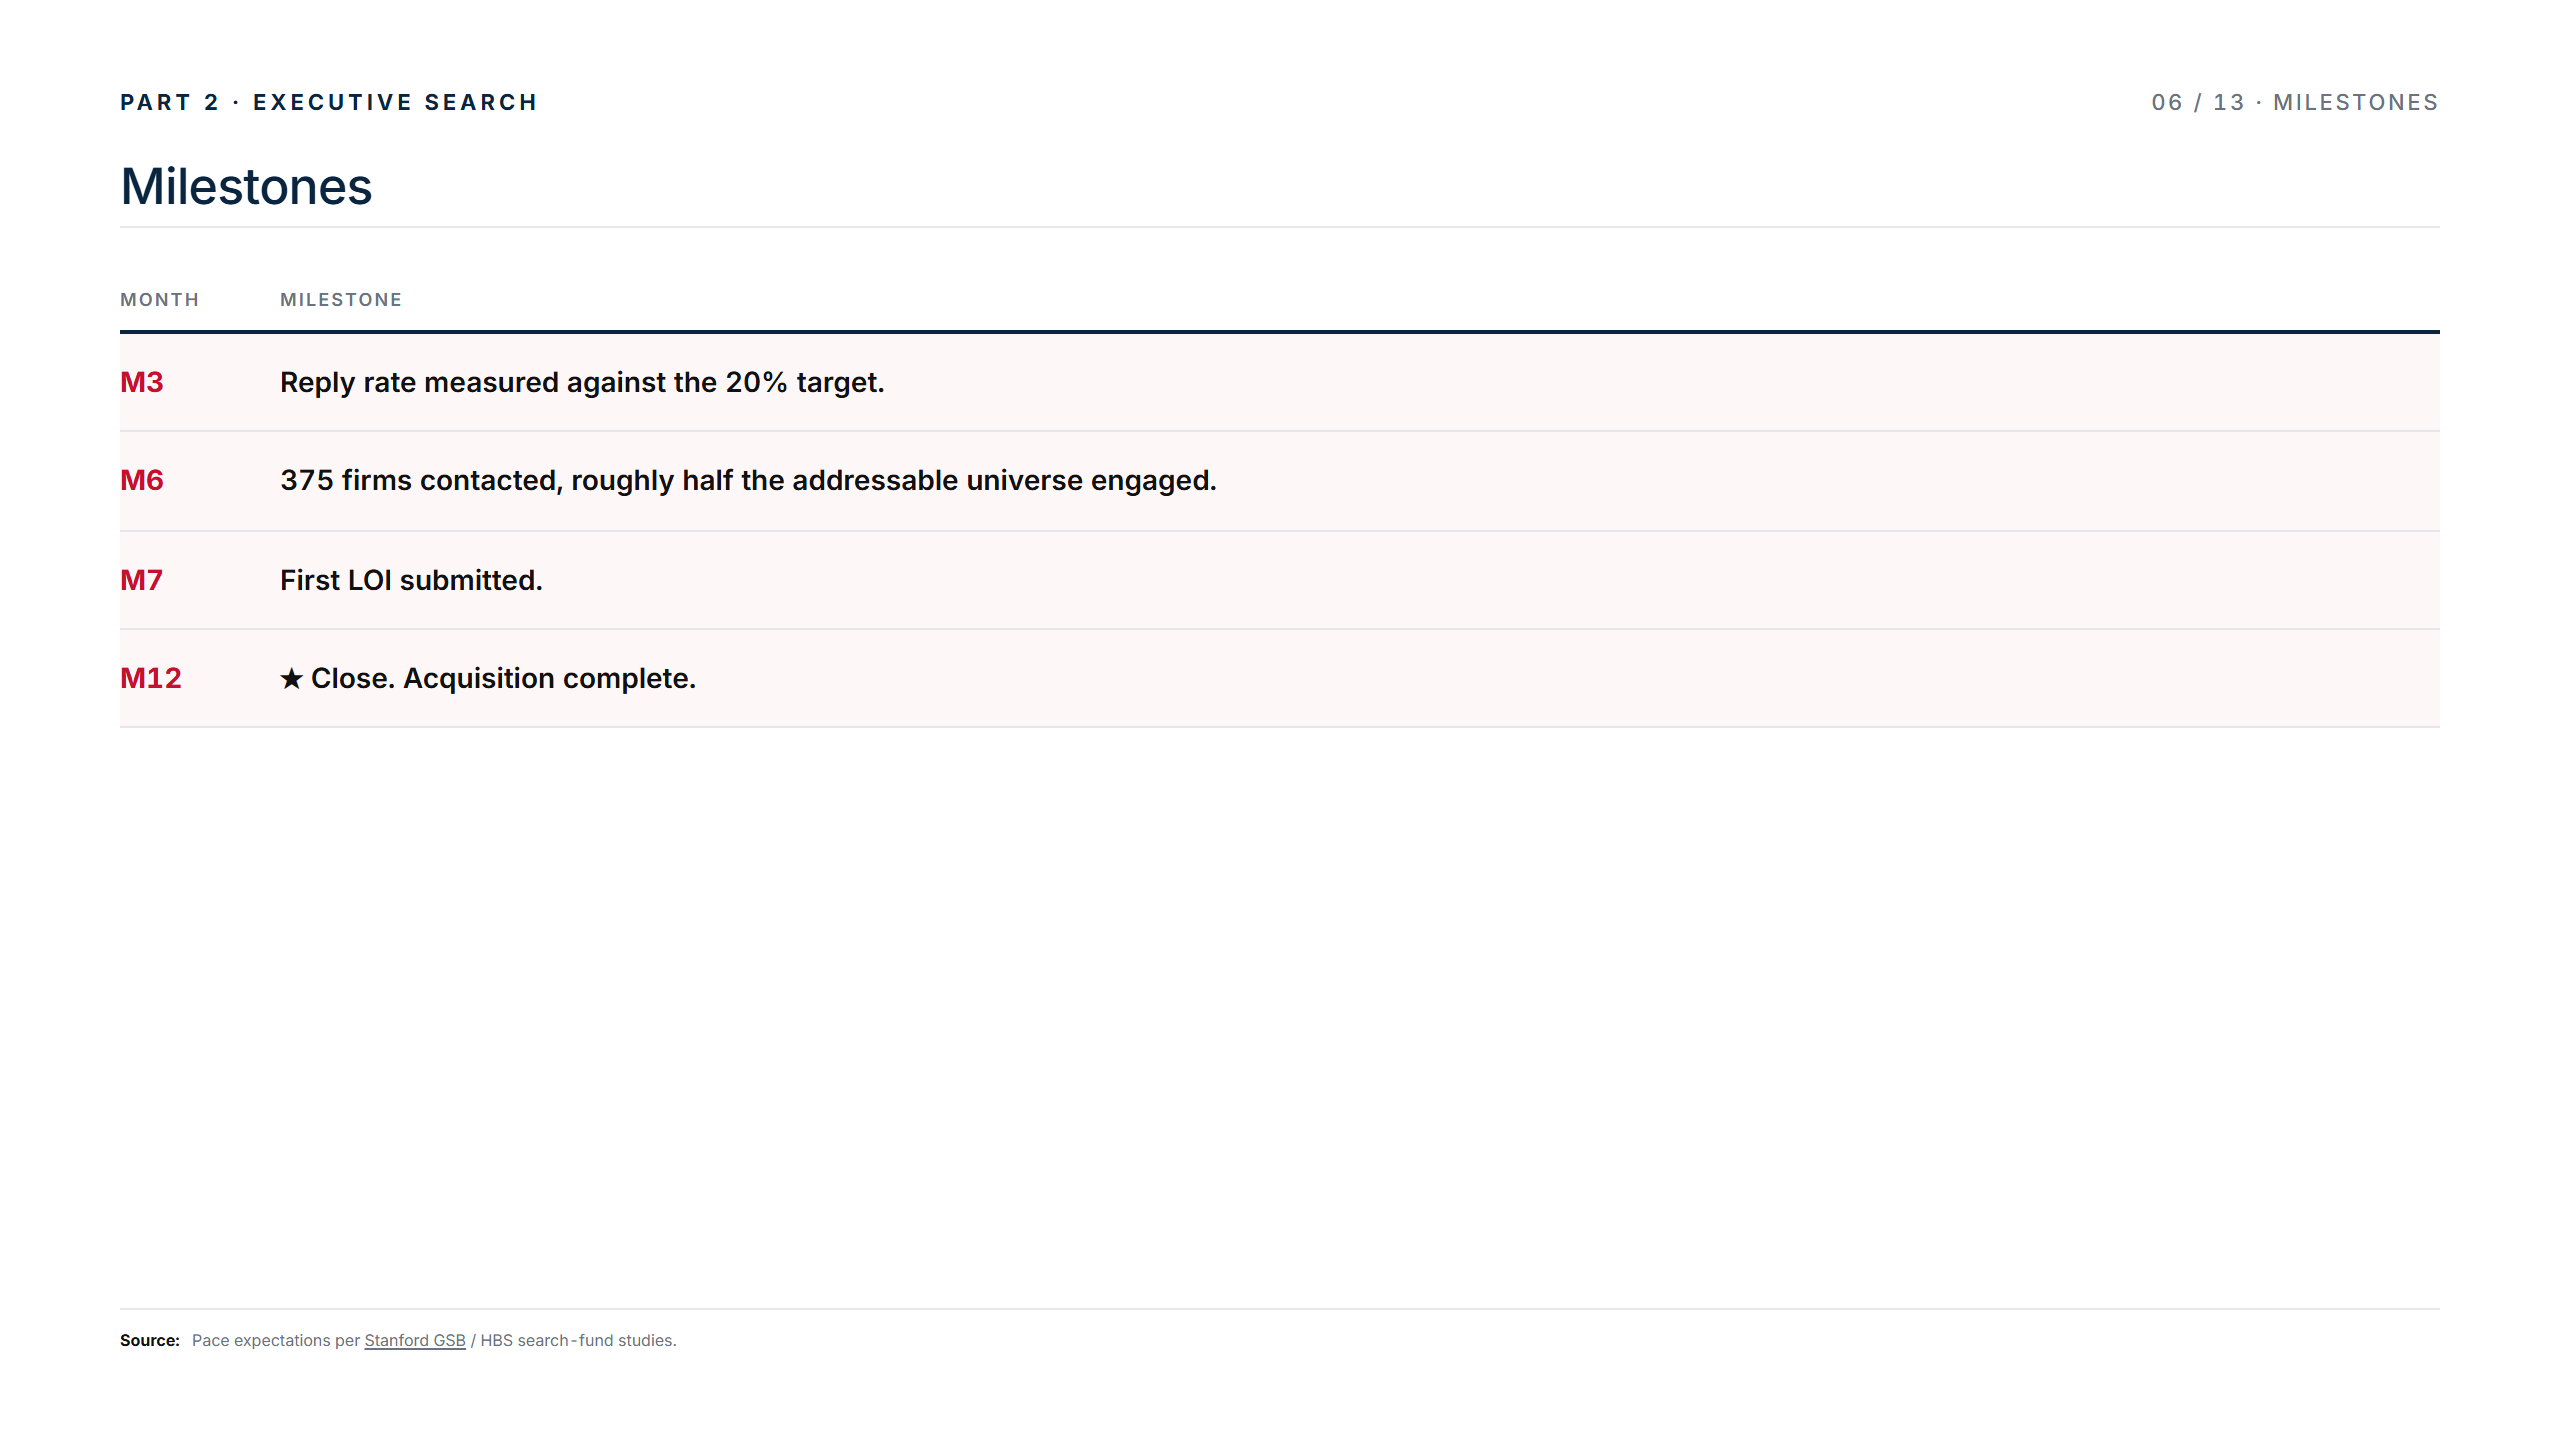 PART 2 · EXECUTIVE SEARCH
06 / 13 · MILESTONES
Milestones
MONTH MILESTONE
M3 Reply rate measured against the 20% target.
M6 375 firms contacted, roughly half the addressable universe engaged.
M7 First LOI submitted.
M12 ★ Close. Acquisition complete.
Source: Pace expectations per Stanford GSB / HBS search-fund studies.